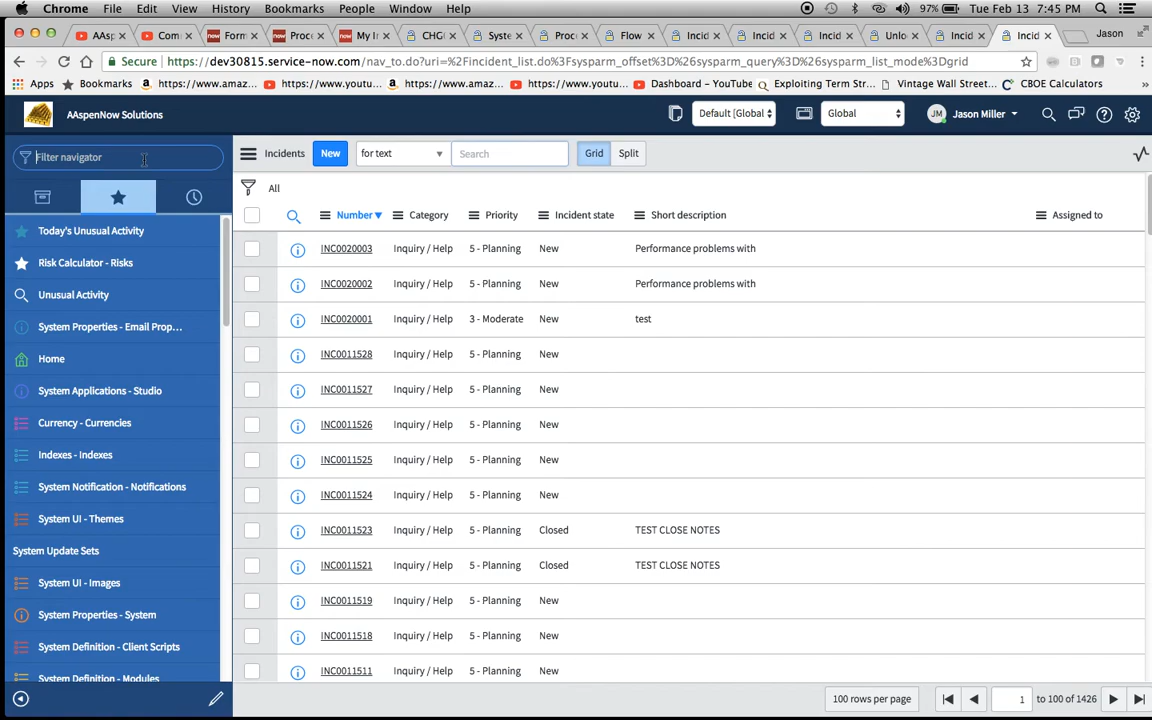 Chrome File Edit View History Bookmarks People Window Help 97% Tue Feb 13 7:45 PM
AAsp Com Form Proce My In CHG Syste Proc Flow Incid Incid Incid Unlo Incid Incid Jason
Secure https://dev30815.service-now.com/nav_to.do?uri=%2Fincident_list.do%3Fsysparm_offset%3D%26sysparm_query%3D%26sysparm_list_mode%3Dgrid
Apps Bookmarks https://www.amaz... https://www.youtu... https://www.amaz... https://www.youtu... Dashboard - YouTube Exploiting Term Str... Vintage Wall Street... CBOE Calculators
AAspenNow Solutions Default [Global Global JM Jason Miller
Filter navigator
Incidents New for text Search Grid Split
All
Number Category Priority Incident state Short description Assigned to
Today's Unusual Activity
Risk Calculator - Risks
Unusual Activity
System Properties - Email Prop...
Home
System Applications - Studio
Currency - Currencies
Indexes - Indexes
System Notification - Notifications
System UI - Themes
System Update Sets
System UI - Images
System Properties - System
System Definition - Client Scripts
System Definition - Modules
INC0020003 Inquiry / Help 5 - Planning New Performance problems with
INC0020002 Inquiry / Help 5 - Planning New Performance problems with
INC0020001 Inquiry / Help 3 - Moderate New test
INC0011528 Inquiry / Help 5 - Planning New
INC0011527 Inquiry / Help 5 - Planning New
INC0011526 Inquiry / Help 5 - Planning New
INC0011525 Inquiry / Help 5 - Planning New
INC0011524 Inquiry / Help 5 - Planning New
INC0011523 Inquiry / Help 5 - Planning Closed TEST CLOSE NOTES
INC0011521 Inquiry / Help 5 - Planning Closed TEST CLOSE NOTES
INC0011519 Inquiry / Help 5 - Planning New
INC0011518 Inquiry / Help 5 - Planning New
INC0011511 Inquiry / Help 5 - Planning New
100 rows per page 1 to 100 of 1426